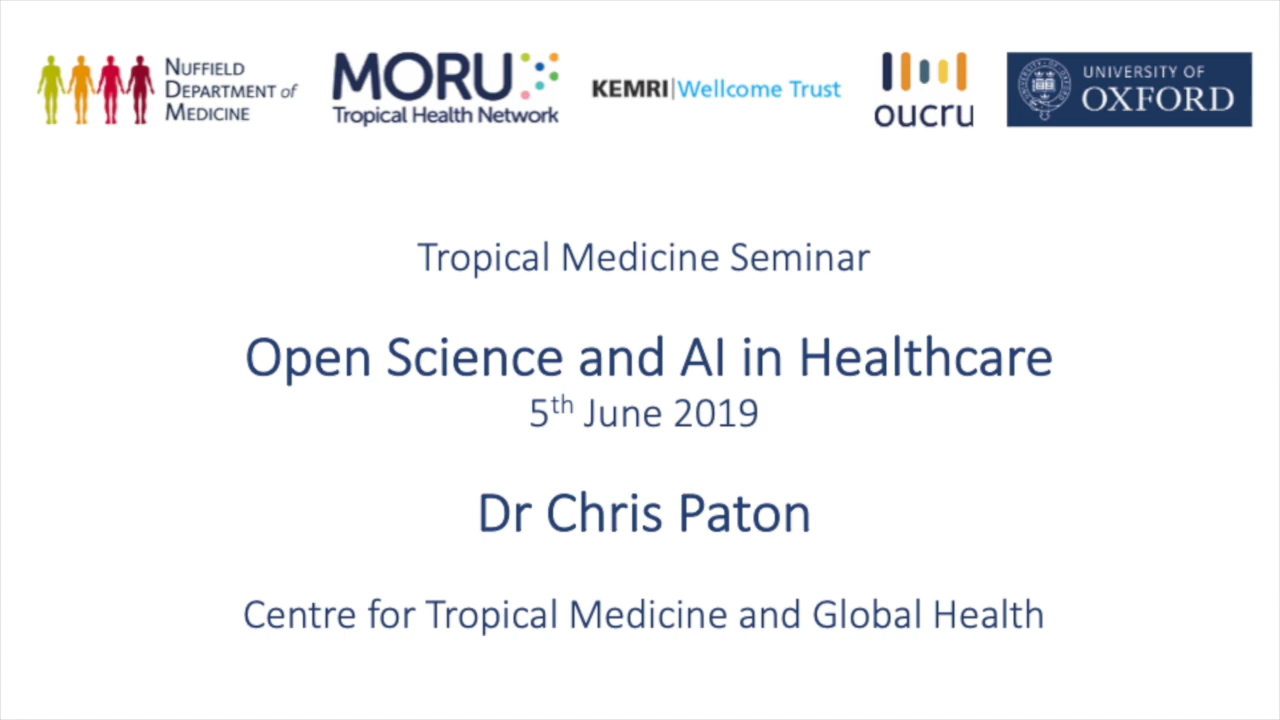 NUFFIELD
DEPARTMENT of
MEDICINE
MORU
Tropical Health Network
KEMRI|Wellcome Trust
oucru
UNIVERSITY OF
OXFORD
Tropical Medicine Seminar
Open Science and AI in Healthcare
5th June 2019
Dr Chris Paton
Centre for Tropical Medicine and Global Health